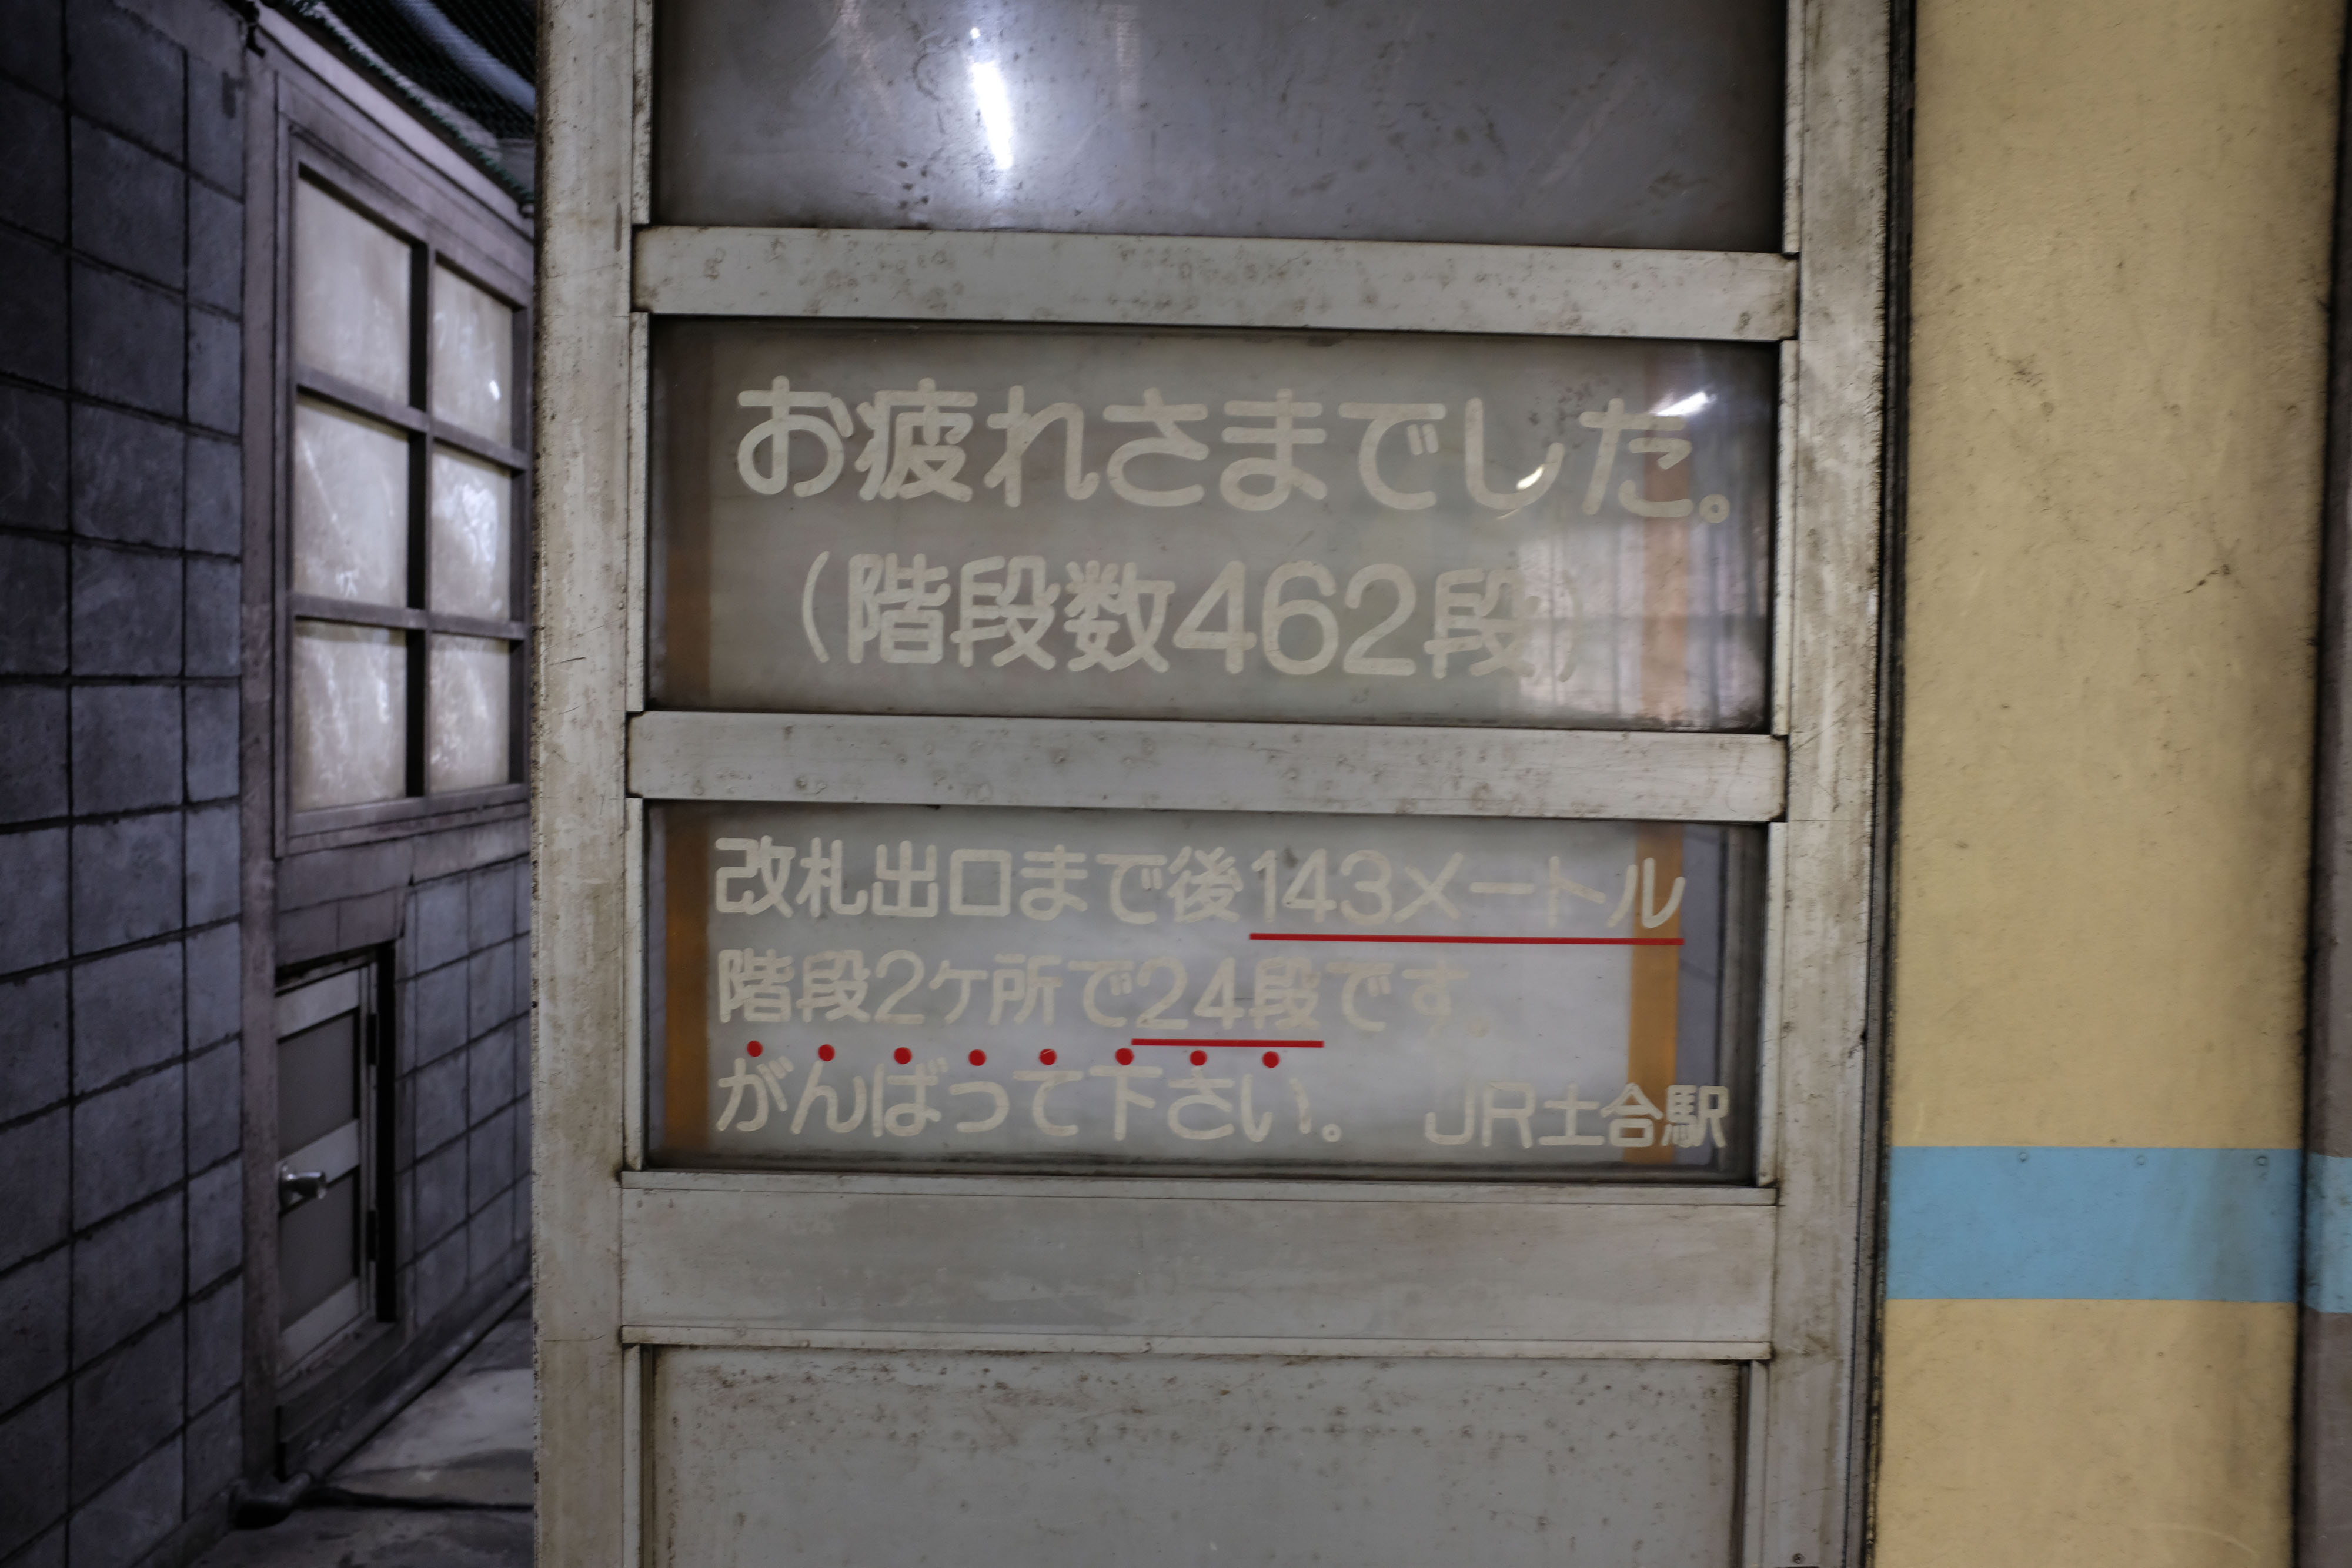 お疲れさまでした。
(階段数462段)
改札出口まで後143メートル
階段2ケ所で24段です。
がんばって下さい。 JR土合駅